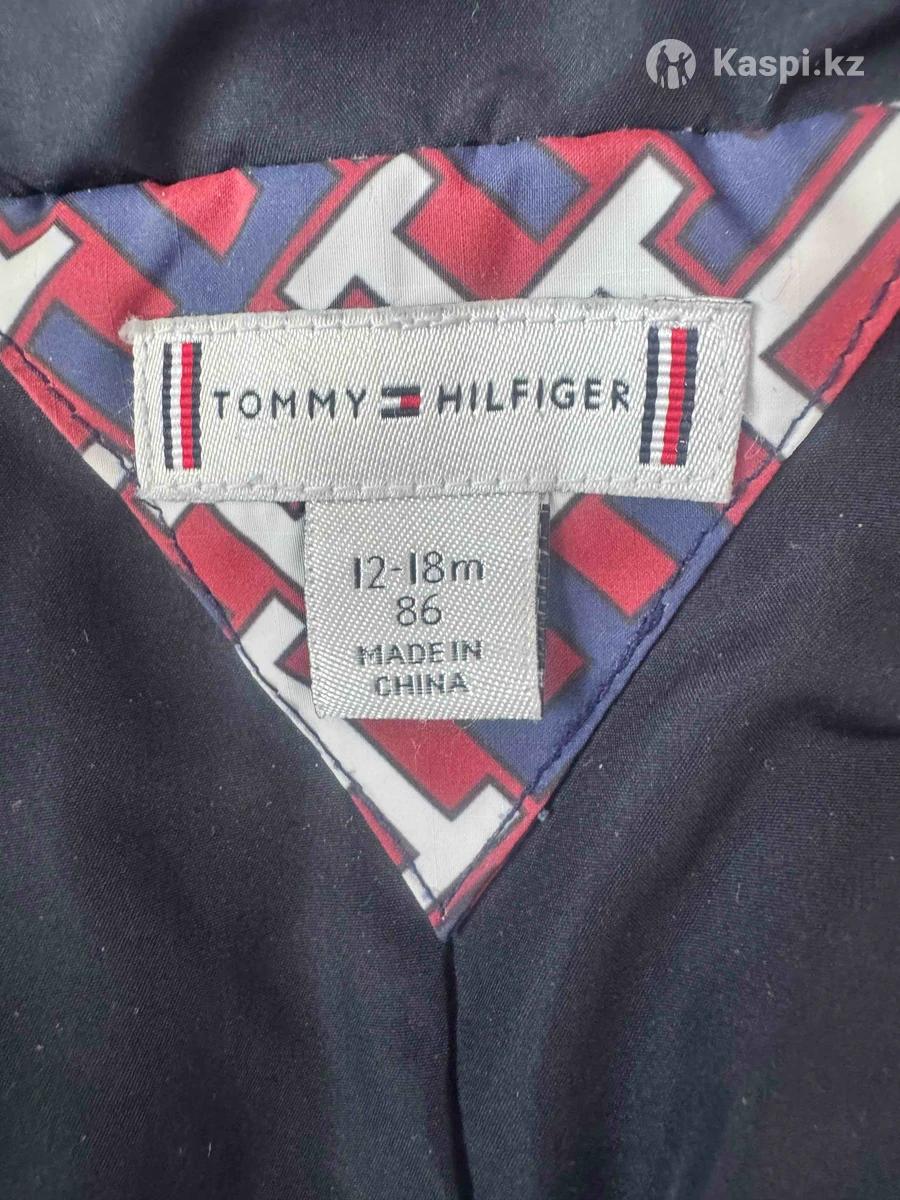 Kaspi.kz
TOMMY HILFIGER
12-18m
86
MADE IN
CHINA